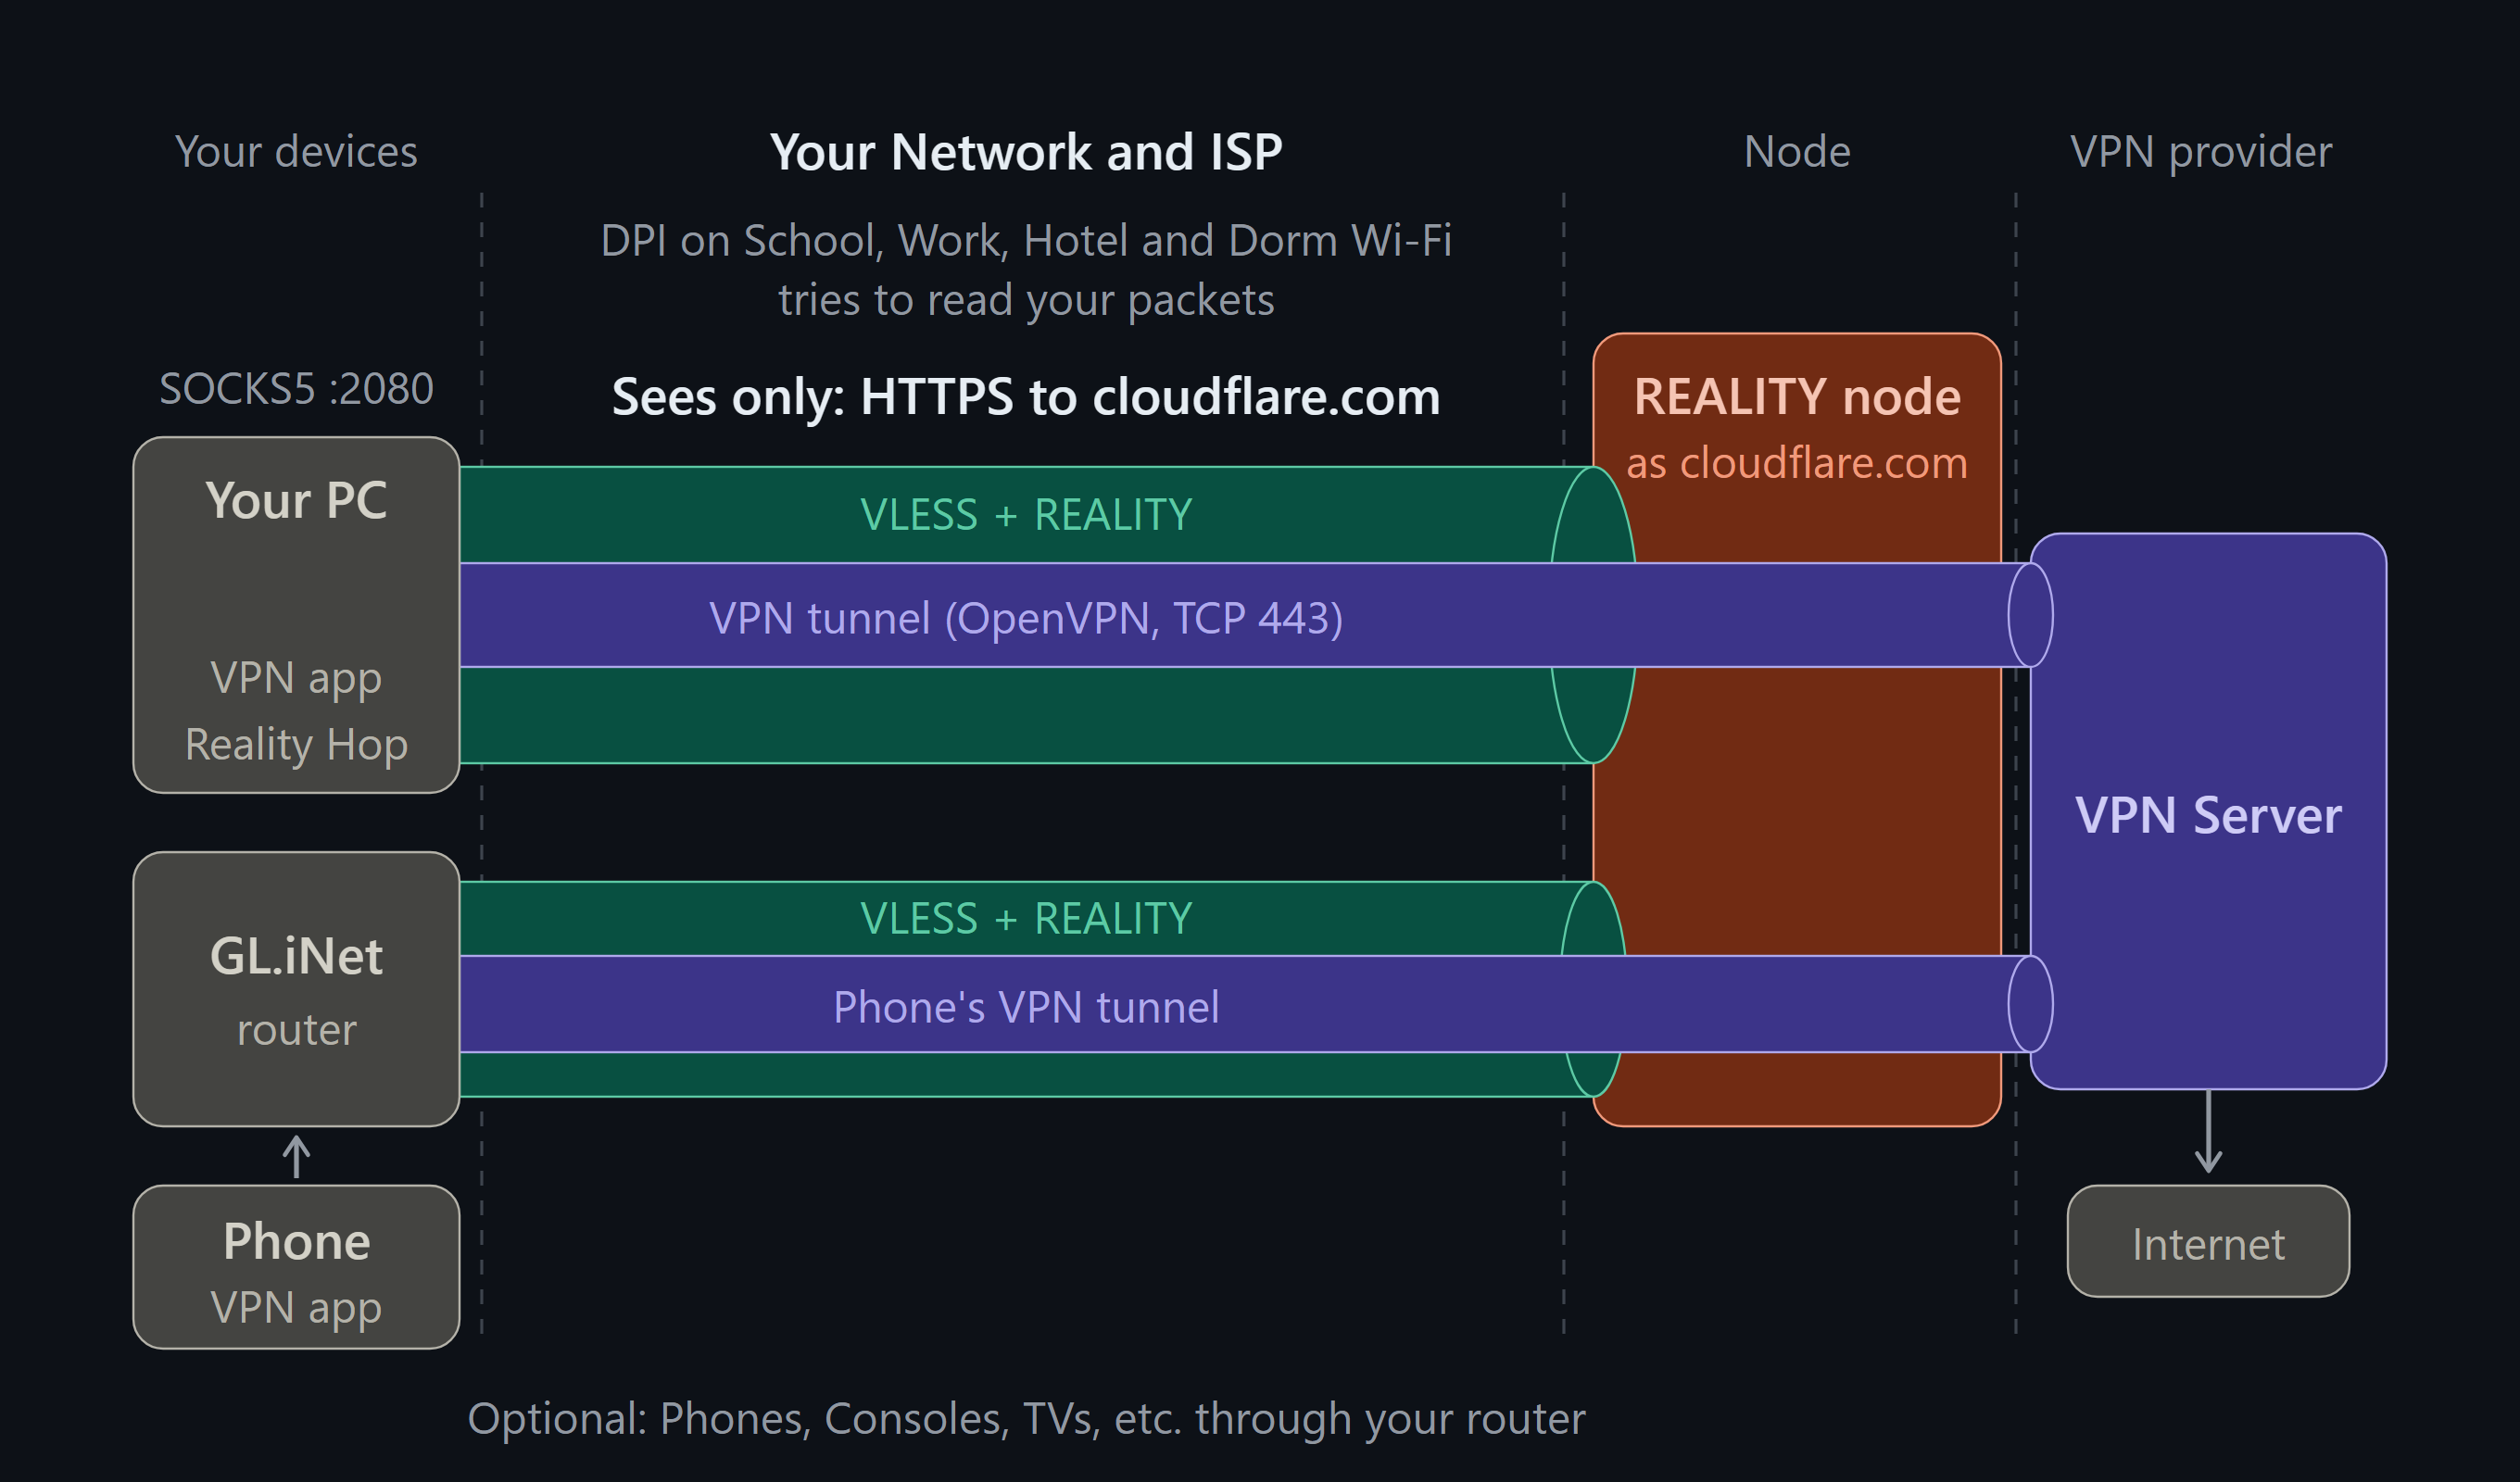 Your devices
Your Network and ISP
Node
VPN provider
DPI on School, Work, Hotel and Dorm Wi-Fi
tries to read your packets
SOCKS5 :2080
Sees only: HTTPS to cloudflare.com
REALITY node
as cloudflare.com
Your PC
VPN app
Reality Hop
VLESS + REALITY
VPN tunnel (OpenVPN, TCP 443)
VPN Server
GL.iNet
router
VLESS + REALITY
Phone's VPN tunnel
Phone
VPN app
Internet
Optional: Phones, Consoles, TVs, etc. through your router